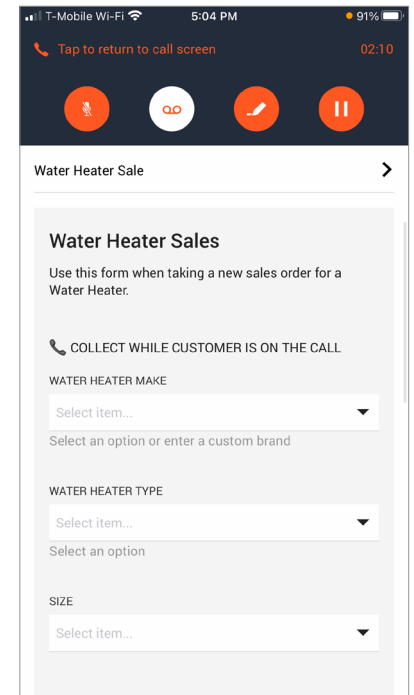 T-Mobile Wi-Fi 5:04 PM 91%
Tap to return to call screen 02:10
Water Heater Sale
Water Heater Sales
Use this form when taking a new sales order for a
Water Heater.
COLLECT WHILE CUSTOMER IS ON THE CALL
WATER HEATER MAKE
Select item...
Select an option or enter a custom brand
WATER HEATER TYPE
Select item...
Select an option
SIZE
Select item...